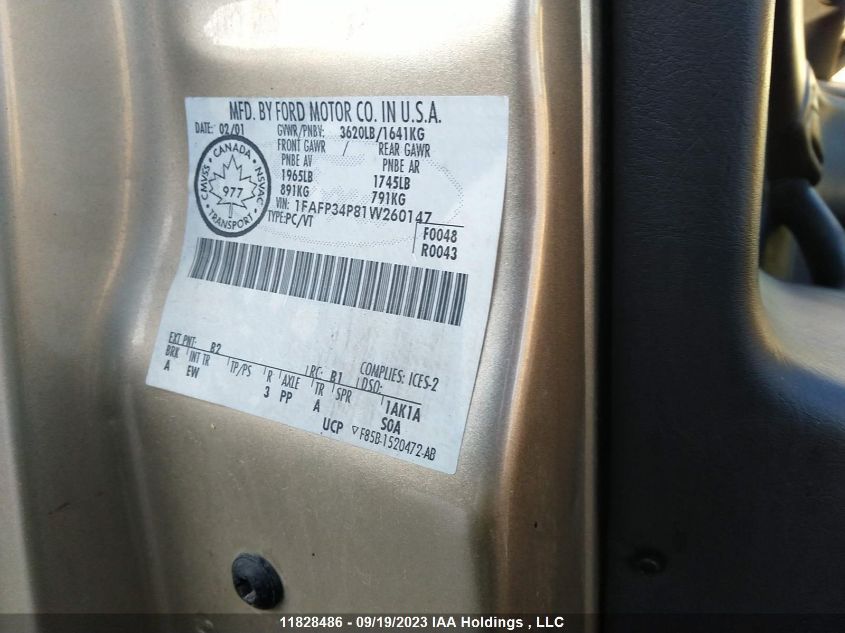 MFD. BY FORD MOTOR CO. IN U.S.A.
DATE: 02/01 GVWR/PNBV: 3620LB/1641KG
FRONT GAWR / REAR GAWR
PNBE AV PNBE AR
1965LB 1745LB
891KG 791KG
CANADA
CMVSS NSVAC
977
TRANSPORT
VIN: 1FAFP34P81W260147
TYPE:PC/VT
F0048
R0043
EXT PNT: B2 RC: B1 DSO: COMPLIES: ICES-2
BRK INT TR TP/PS R AXLE TR SPR 1AK1A
A EW 3 PP A S0A
UCP F85B-1520472-AB
11828486 - 09/19/2023 IAA Holdings , LLC